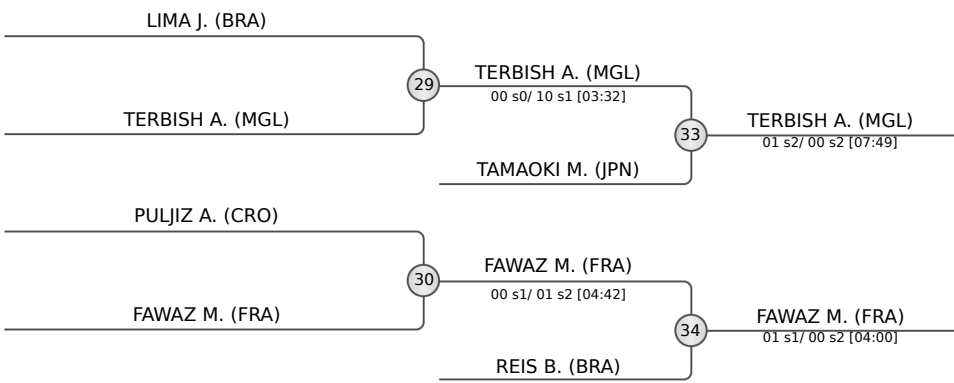 LIMA J. (BRA)
29
TERBISH A. (MGL)
00 s0/ 10 s1 [03:32]
TERBISH A. (MGL)
33
TERBISH A. (MGL)
01 s2/ 00 s2 [07:49]
TAMAOKI M. (JPN)
PULJIZ A. (CRO)
30
FAWAZ M. (FRA)
00 s1/ 01 s2 [04:42]
FAWAZ M. (FRA)
34
FAWAZ M. (FRA)
01 s1/ 00 s2 [04:00]
REIS B. (BRA)